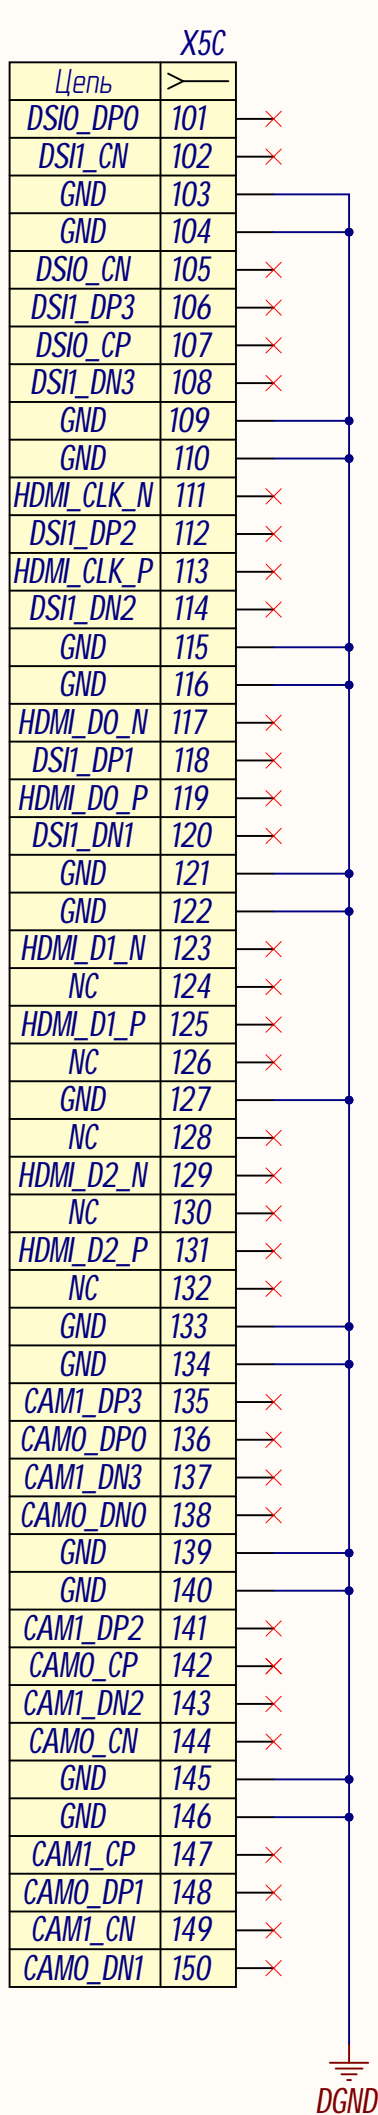 X5C
Цепь
DSI0_DP0 101
DSI1_CN 102
GND 103
GND 104
DSI0_CN 105
DSI1_DP3 106
DSI0_CP 107
DSI1_DN3 108
GND 109
GND 110
HDMI_CLK_N 111
DSI1_DP2 112
HDMI_CLK_P 113
DSI1_DN2 114
GND 115
GND 116
HDMI_D0_N 117
DSI1_DP1 118
HDMI_D0_P 119
DSI1_DN1 120
GND 121
GND 122
HDMI_D1_N 123
NC 124
HDMI_D1_P 125
NC 126
GND 127
NC 128
HDMI_D2_N 129
NC 130
HDMI_D2_P 131
NC 132
GND 133
GND 134
CAM1_DP3 135
CAM0_DP0 136
CAM1_DN3 137
CAM0_DN0 138
GND 139
GND 140
CAM1_DP2 141
CAM0_CP 142
CAM1_DN2 143
CAM0_CN 144
GND 145
GND 146
CAM1_CP 147
CAM0_DP1 148
CAM1_CN 149
CAM0_DN1 150
DGND